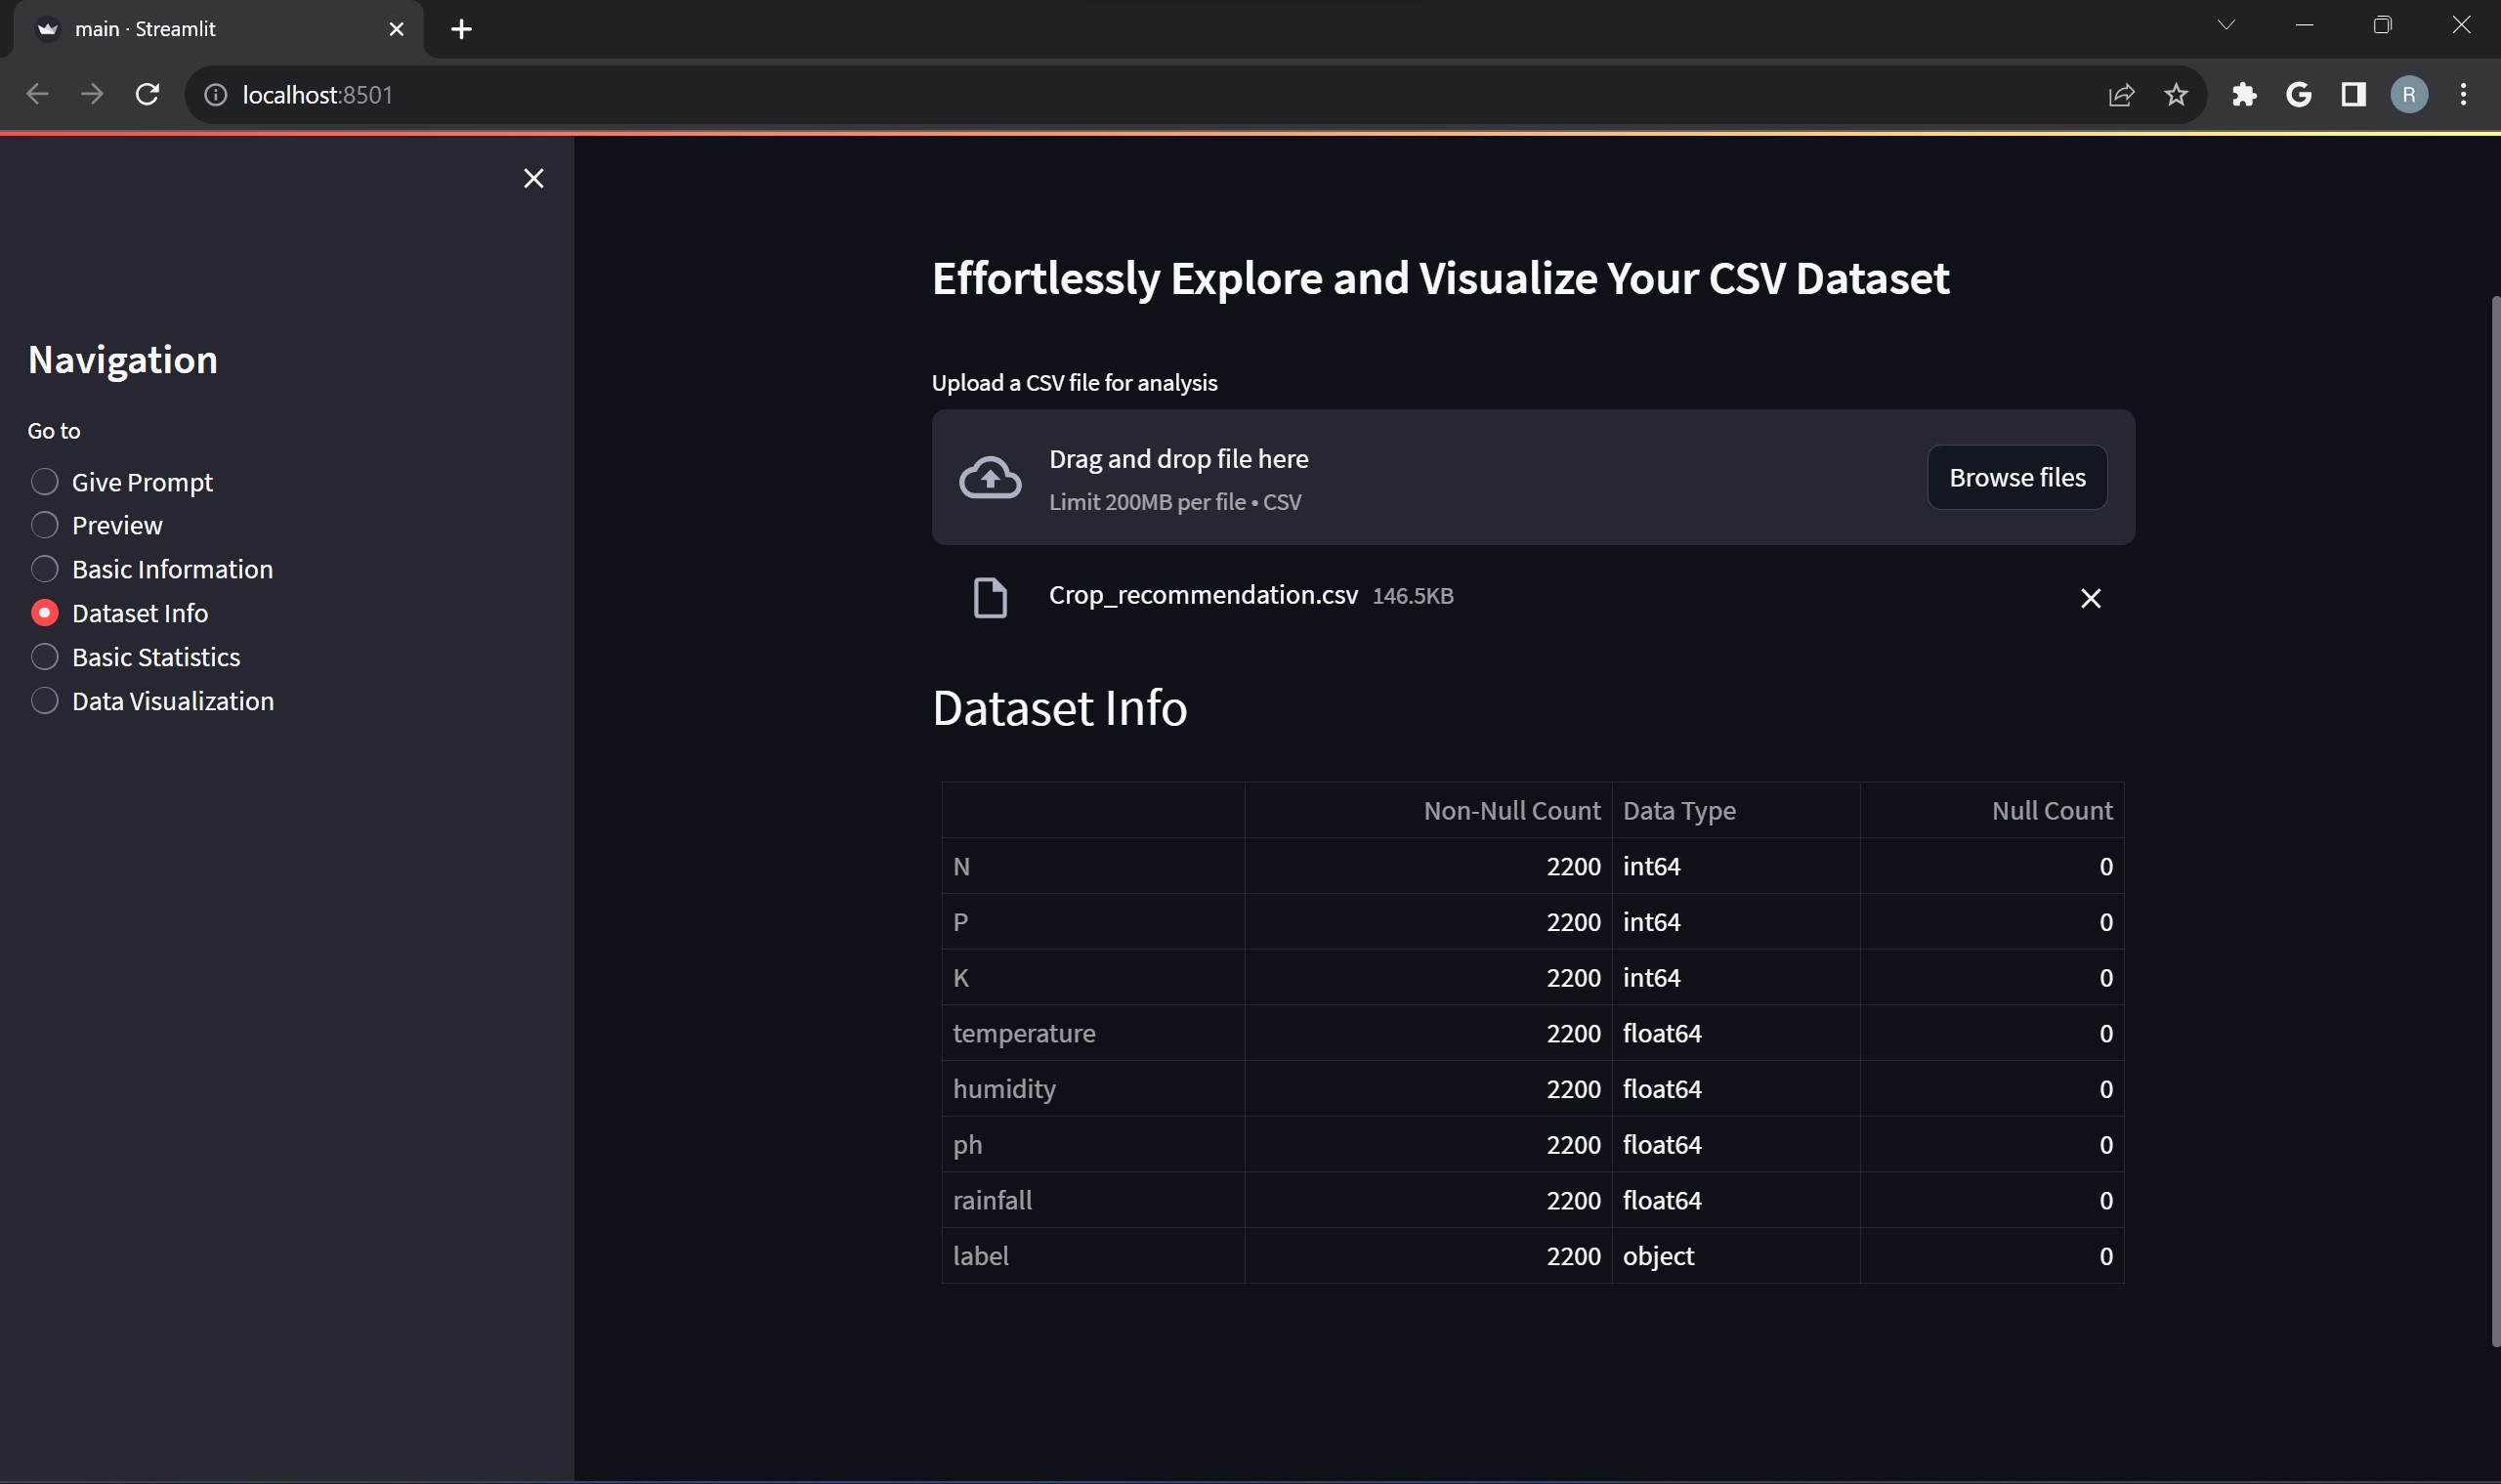 main · Streamlit
localhost:8501
R
Navigation
Go to
Give Prompt
Preview
Basic Information
Dataset Info
Basic Statistics
Data Visualization
Effortlessly Explore and Visualize Your CSV Dataset
Upload a CSV file for analysis
Drag and drop file here
Limit 200MB per file • CSV
Browse files
Crop_recommendation.csv 146.5KB
Dataset Info
Non-Null Count Data Type Null Count
N 2200 int64 0
P 2200 int64 0
K 2200 int64 0
temperature 2200 float64 0
humidity 2200 float64 0
ph 2200 float64 0
rainfall 2200 float64 0
label 2200 object 0